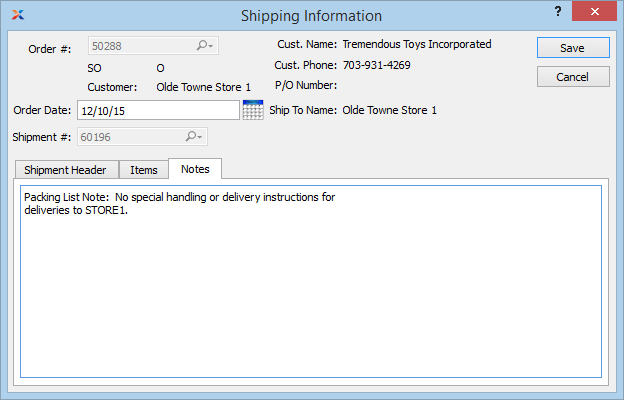 Shipping Information
?
Order #: 50288
SO O
Customer: Olde Towne Store 1
Order Date: 12/10/15
Shipment #: 60196
Cust. Name: Tremendous Toys Incorporated
Cust. Phone: 703-931-4269
P/O Number:
Ship To Name: Olde Towne Store 1
Save
Cancel
Shipment Header Items Notes
Packing List Note: No special handling or delivery instructions for
deliveries to STORE1.